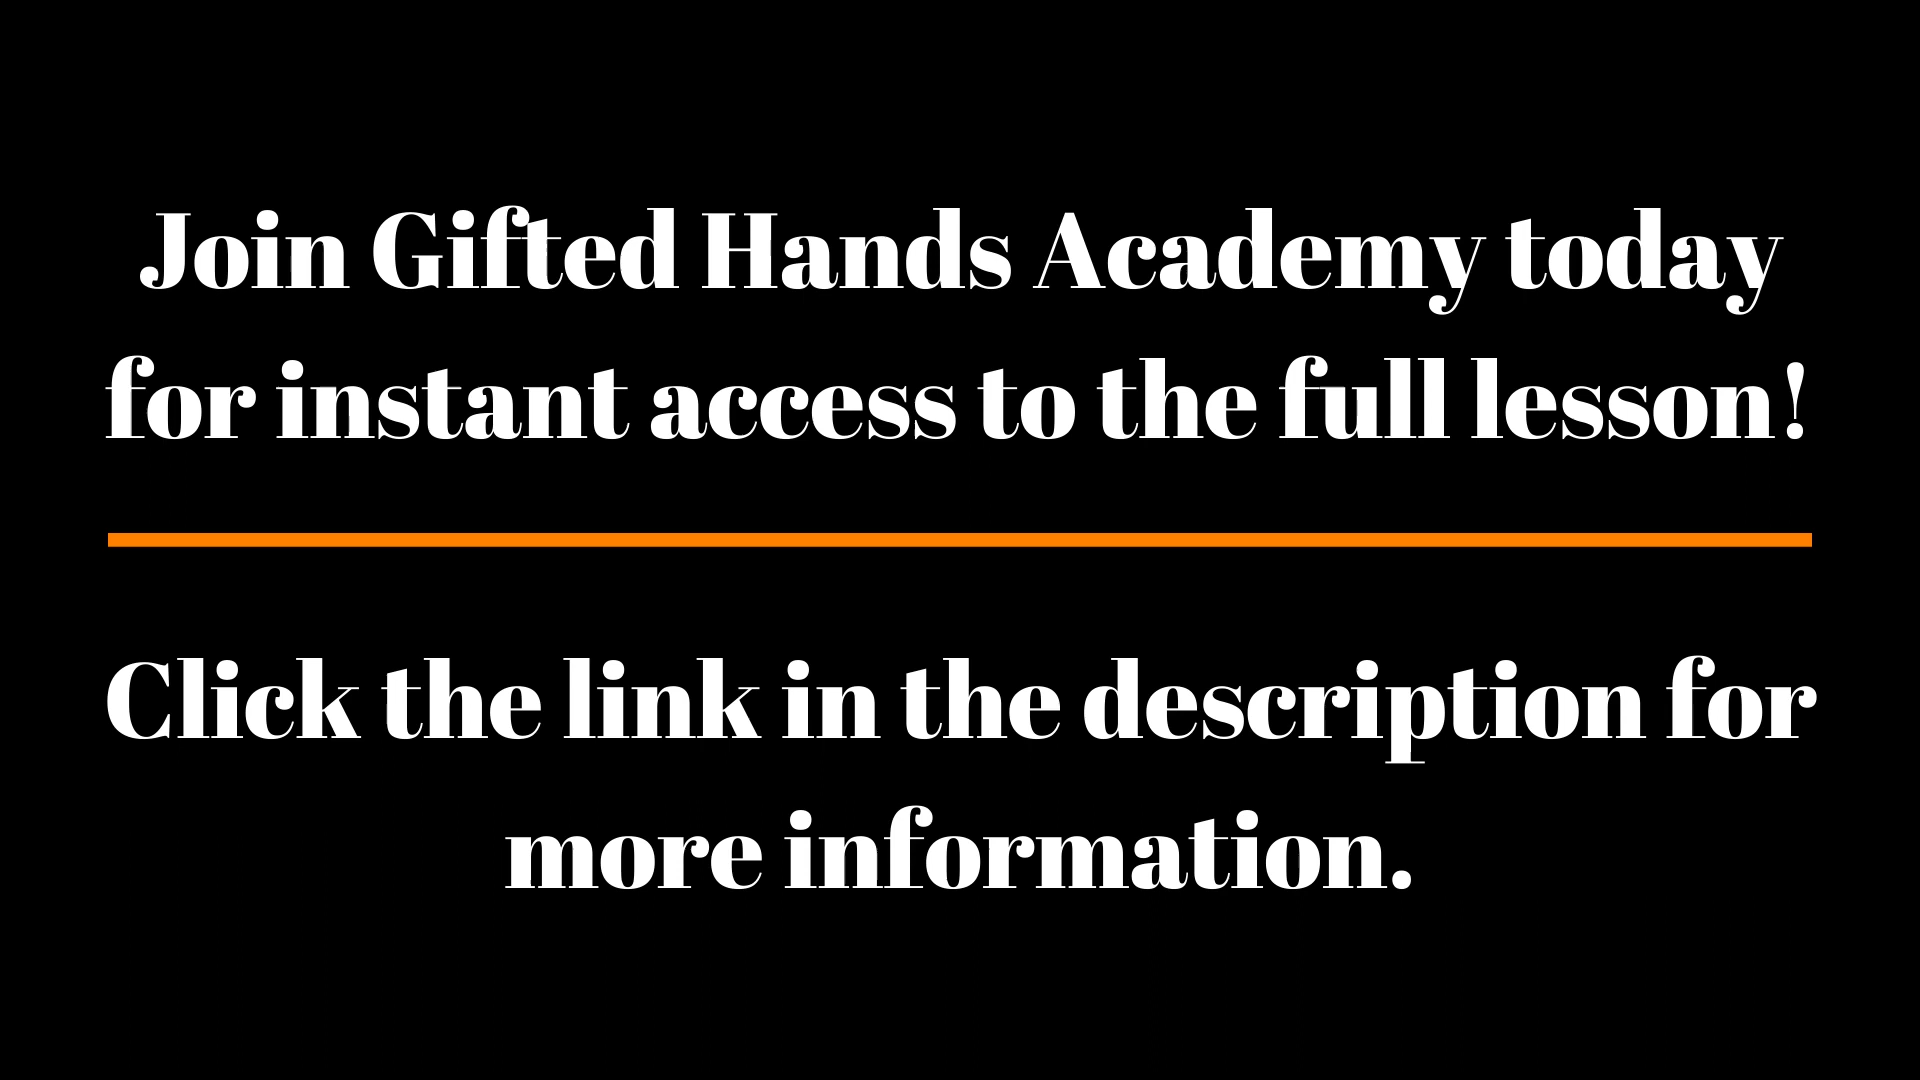 Join Gifted Hands Academy today
for instant access to the full lesson!
Click the link in the description for
more information.